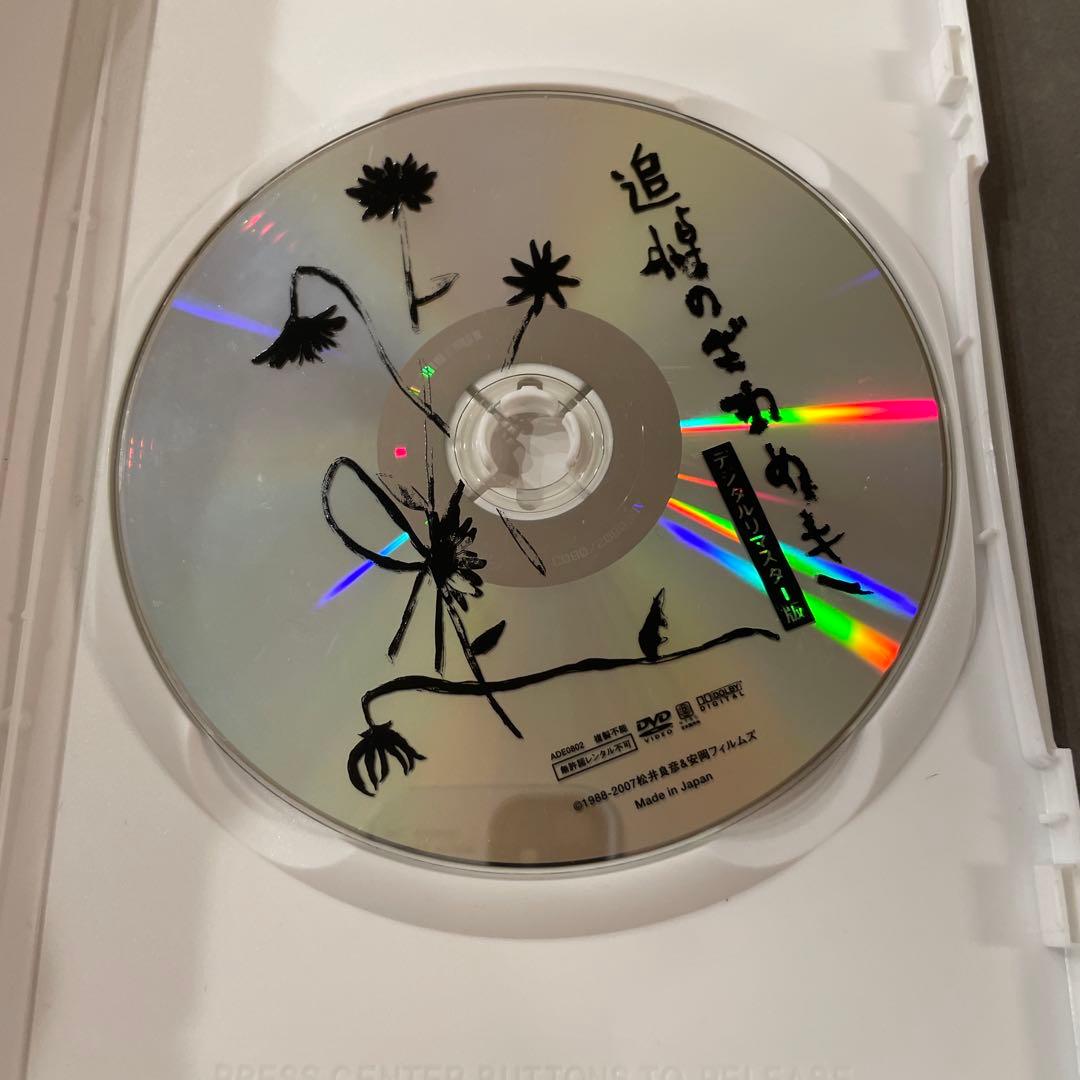 追悼のざわめき
デジタルリマスター版
ADE0802 複製不能
無許諾レンタル不可
DVD
VIDEO
DOLBY
DIGITAL
©1988-2007松井良彦&安岡フィルムズ
Made in Japan
PRESS CENTER BUTTONS TO RELEASE